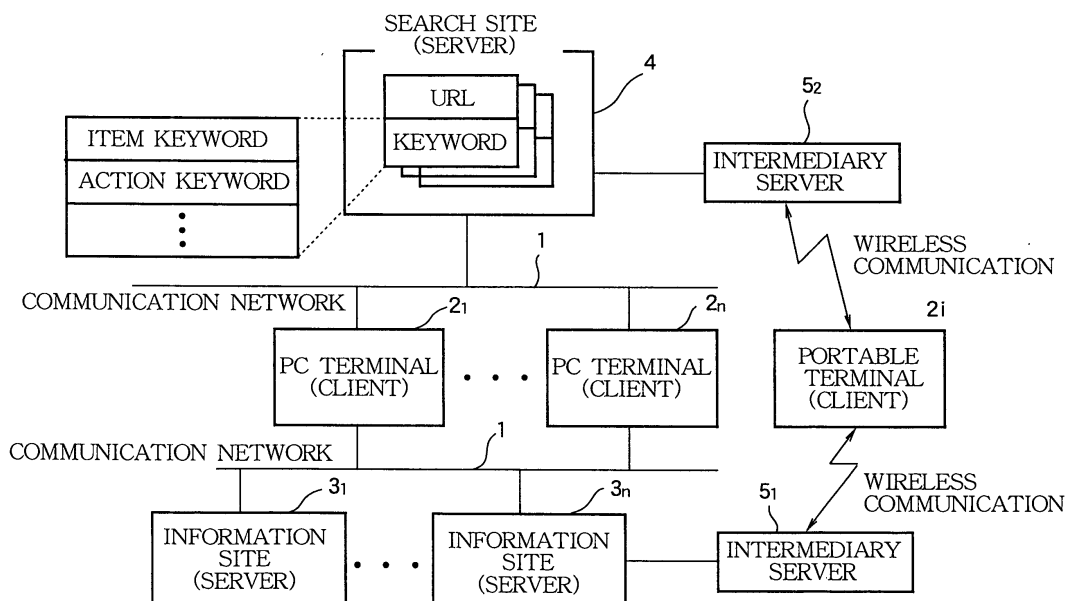 SEARCH SITE
(SERVER)
4
URL
KEYWORD
ITEM KEYWORD
ACTION KEYWORD
5₂
INTERMEDIARY
SERVER
WIRELESS
COMMUNICATION
1
COMMUNICATION NETWORK
2₁
PC TERMINAL
(CLIENT)
2ₙ
PC TERMINAL
(CLIENT)
2i
PORTABLE
TERMINAL
(CLIENT)
COMMUNICATION NETWORK
1
WIRELESS
COMMUNICATION
3₁
INFORMATION
SITE
(SERVER)
3ₙ
INFORMATION
SITE
(SERVER)
5₁
INTERMEDIARY
SERVER